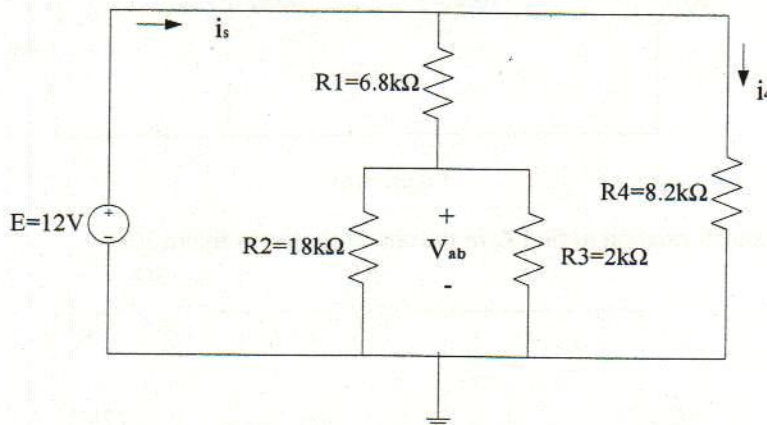 iₛ
R1=6.8kΩ
i₄
R4=8.2kΩ
E=12V
+
-
R2=18kΩ
+
Vab
-
R3=2kΩ